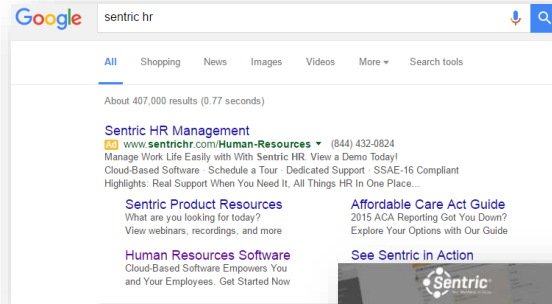 Google
sentric hr
All Shopping News Images Videos More Search tools
About 407,000 results (0.77 seconds)
Sentric HR Management
Ad www.sentrichr.com/Human-Resources (844) 432-0824
Manage Work Life Easily with With Sentric HR. View a Demo Today!
Cloud-Based Software · Schedule a Tour · Dedicated Support · SSAE-16 Compliant
Highlights: Real Support When You Need It, All Things HR In One Place...
Sentric Product Resources
What are you looking for today?
View webinars, recordings, and more
Affordable Care Act Guide
2015 ACA Reporting Got You Down?
Explore Your Options with Our Guide
Human Resources Software
Cloud-Based Software Empowers You
and Your Employees. Get Started Now
See Sentric in Action
Sentric